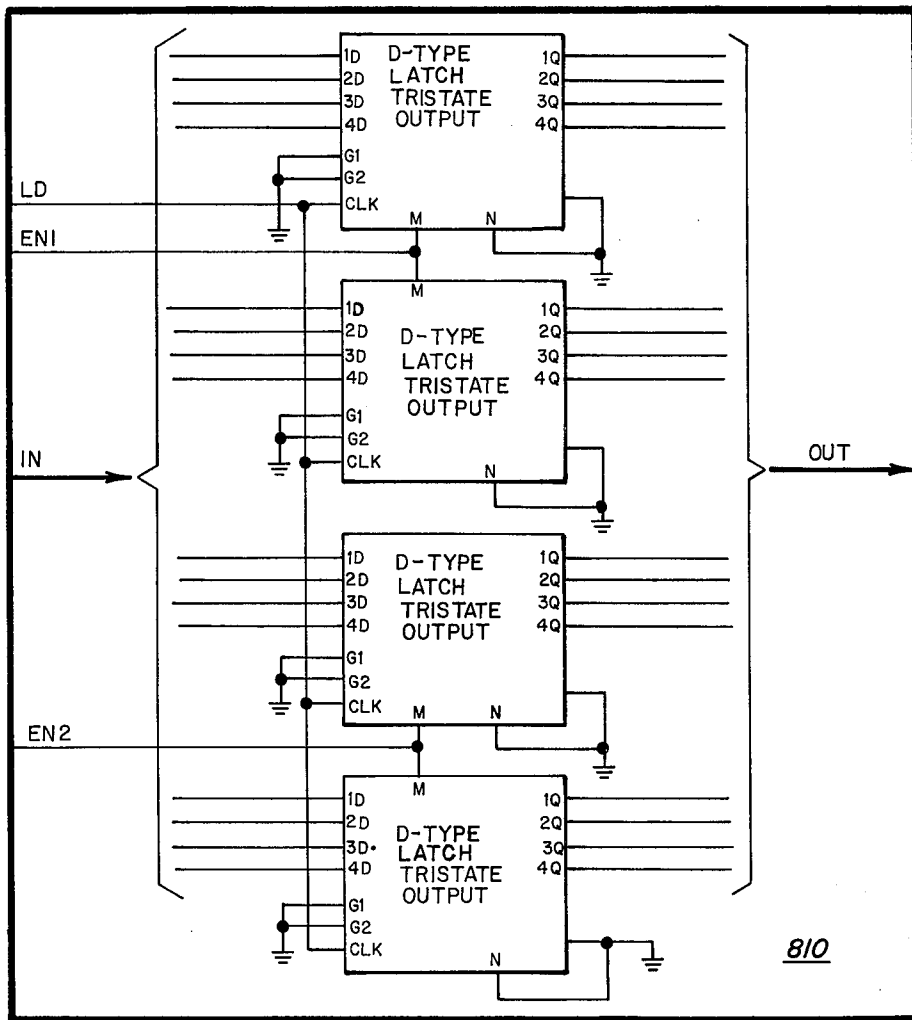 1D D-TYPE 1Q
2D LATCH 2Q
3D TRISTATE 3Q
4D OUTPUT 4Q
G1
G2
LD
CLK
M N
EN1
M
1D 1Q
2D D-TYPE 2Q
3D LATCH 3Q
4D TRISTATE 4Q
OUTPUT
G1
G2
IN CLK OUT
N
1D D-TYPE 1Q
2D LATCH 2Q
3D TRISTATE 3Q
4D OUTPUT 4Q
G1
G2
CLK
M N
EN2
M
1D 1Q
2D D-TYPE 2Q
3D LATCH 3Q
4D TRISTATE 4Q
OUTPUT
G1
G2
CLK
N
810